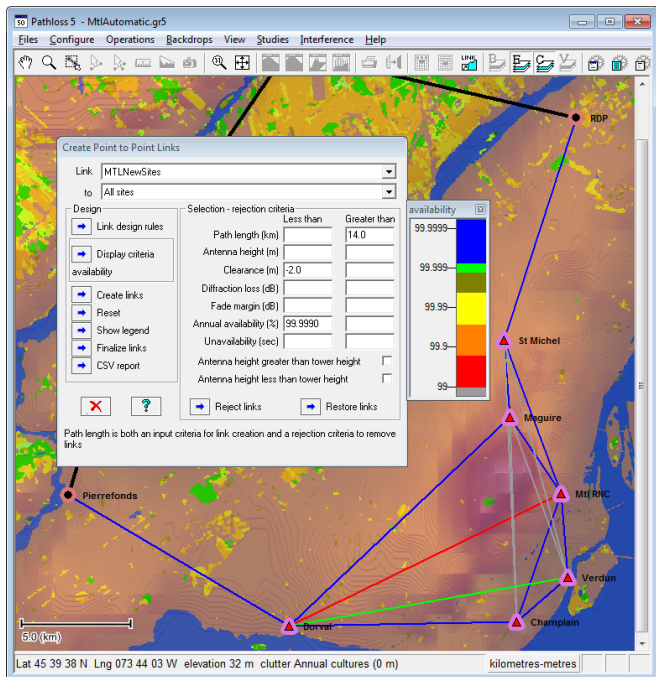 Pathloss 5 - MtlAutomatic.gr5
Files Configure Operations Backdrops View Studies Interference Help
LINK
B E C V
RDP
Create Point to Point Links
Link MTLNewSites
to All sites
Design
Link design rules
Display criteria
availability
Create links
Reset
Show legend
Finalize links
CSV report
Selection - rejection criteria
Less than Greater than
Path length (km) 14.0
Antenna height (m)
Clearance (m) -2.0
Diffraction loss (dB)
Fade margin (dB)
Annual availability (%) 99.9990
Unavailability (sec)
Antenna height greater than tower height
Antenna height less than tower height
Reject links Restore links
Path length is both an input criteria for link creation and a rejection criteria to remove
links
availability
99.9999
99.999
99.99
99.9
99
St Michel
Maguire
Pierrefonds
Mtl RNC
Verdun
Champlain
Dorval
5.0 (km)
Lat 45 39 38 N Lng 073 44 03 W elevation 32 m clutter Annual cultures (0 m) kilometres-metres